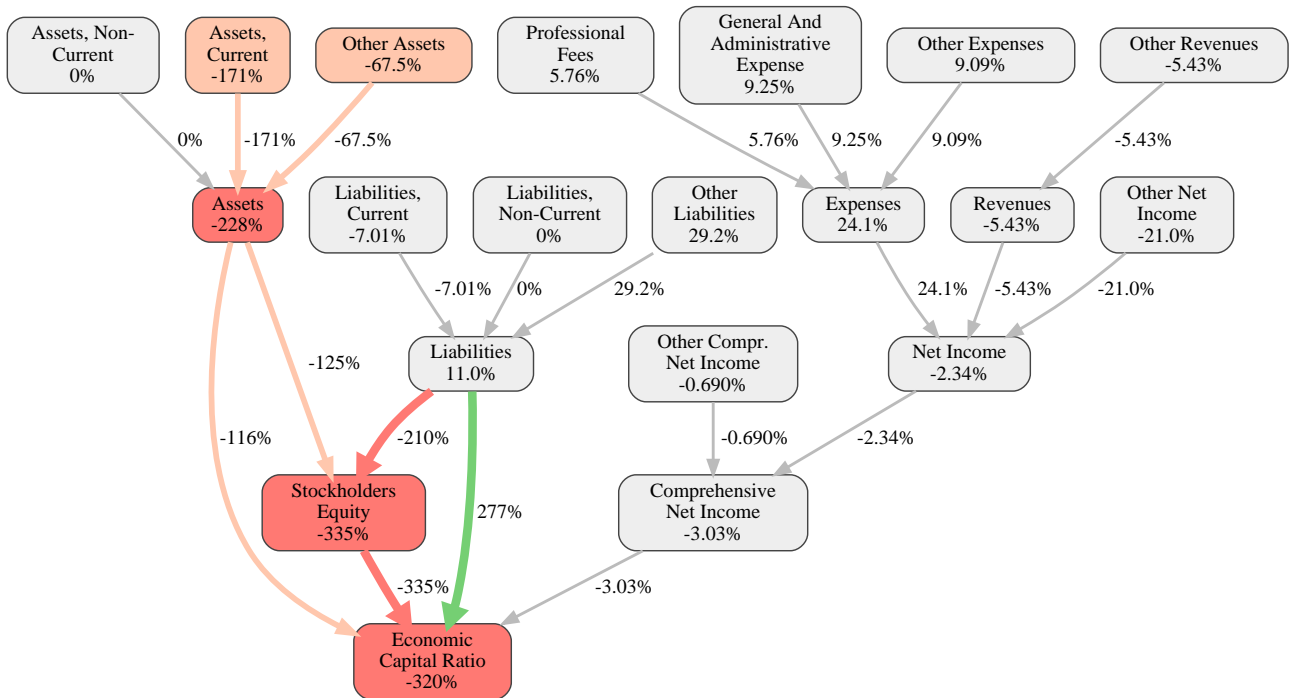 Assets, Non-
Current
0%
Assets,
Current
-171%
Other Assets
-67.5%
Professional
Fees
5.76%
General And
Administrative
Expense
9.25%
Other Expenses
9.09%
Other Revenues
-5.43%
0%
-171%
-67.5%
5.76%
9.25%
9.09%
-5.43%
Assets
-228%
Liabilities,
Current
-7.01%
Liabilities,
Non-Current
0%
Other
Liabilities
29.2%
Expenses
24.1%
Revenues
-5.43%
Other Net
Income
-21.0%
-7.01%
0%
29.2%
24.1%
-5.43%
-21.0%
-125%
Liabilities
11.0%
Other Compr.
Net Income
-0.690%
Net Income
-2.34%
-116%
-210%
-0.690%
-2.34%
Stockholders
Equity
-335%
277%
Comprehensive
Net Income
-3.03%
-335%
-3.03%
Economic
Capital Ratio
-320%